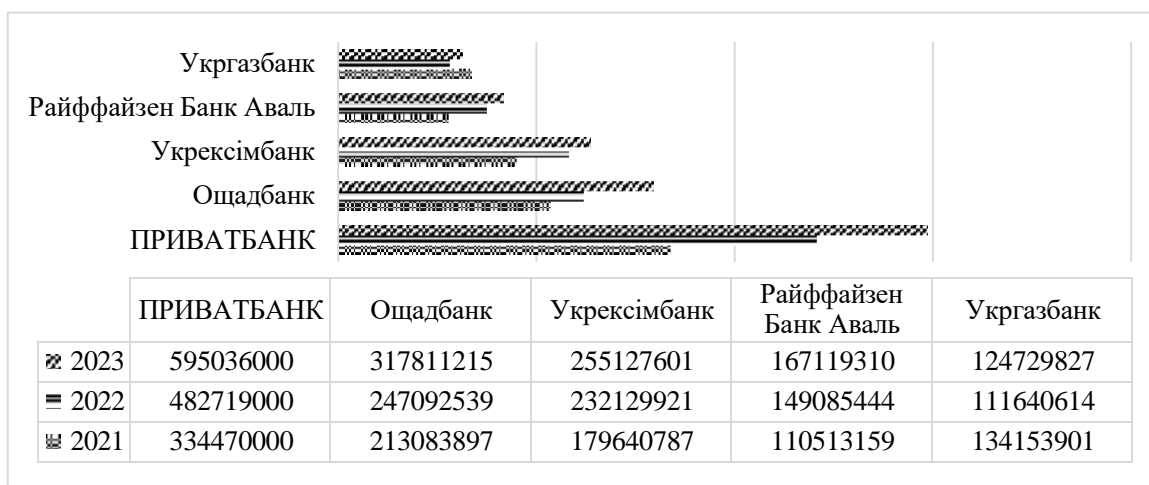 Укргазбанк
Райффайзен Банк Аваль
Укрексімбанк
Ощадбанк
ПРИВАТБАНК
ПРИВАТБАНК Ощадбанк Укрексімбанк Райффайзен Банк Аваль Укргазбанк
2023 595036000 317811215 255127601 167119310 124729827
2022 482719000 247092539 232129921 149085444 111640614
2021 334470000 213083897 179640787 110513159 134153901